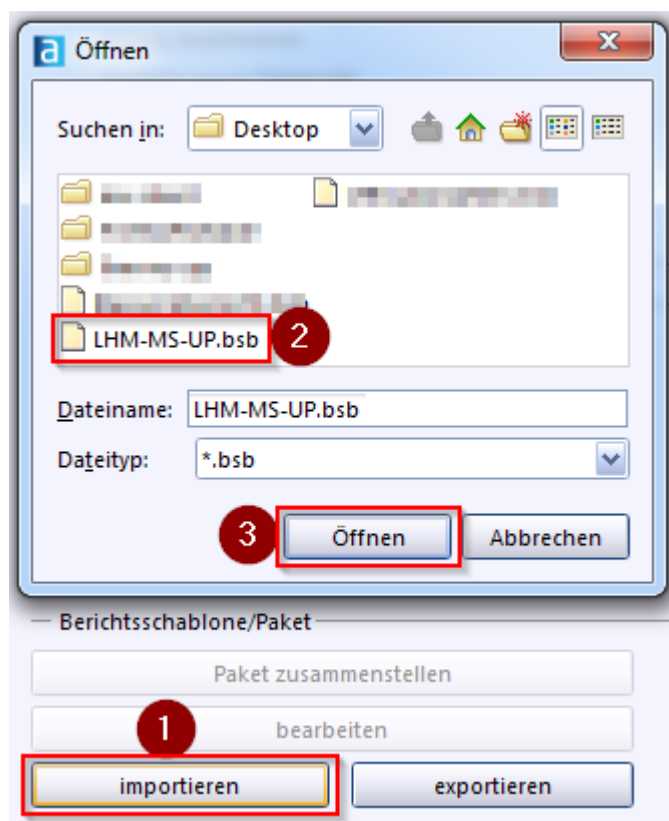 a Öffnen
Suchen in: Desktop
LHM-MS-UP.bsb 2
Dateiname: LHM-MS-UP.bsb
Dateityp: *.bsb
3 Öffnen Abbrechen
Berichtsschablone/Paket
Paket zusammenstellen
1 bearbeiten
importieren exportieren